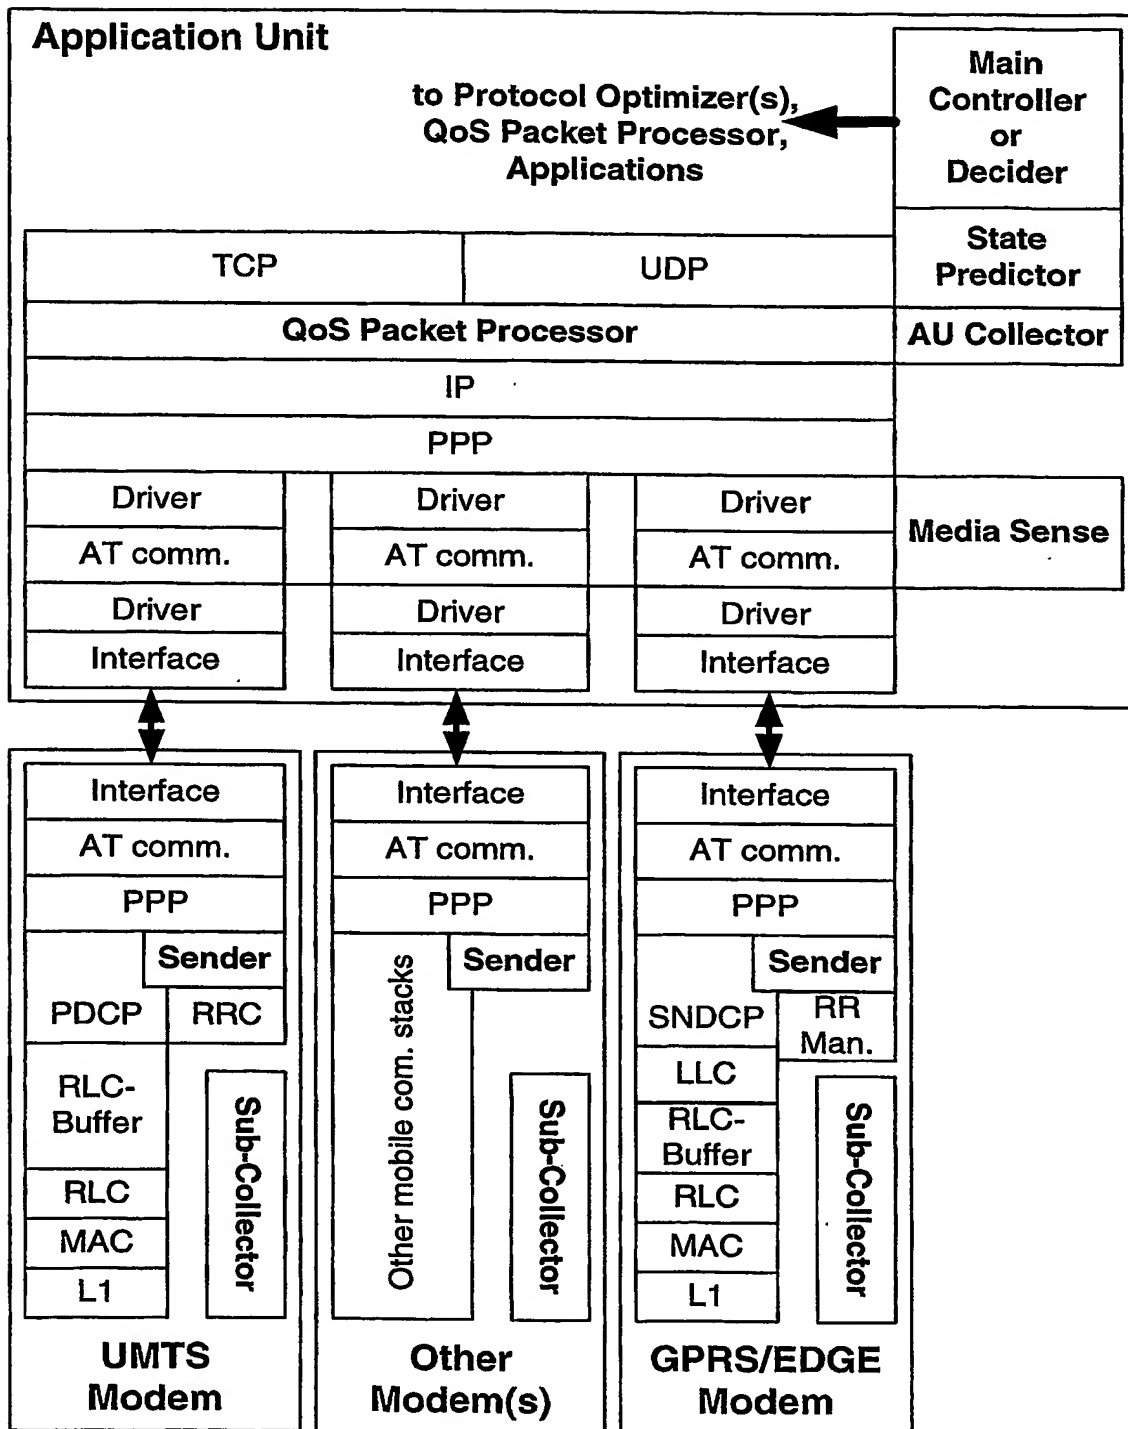 Application Unit
to Protocol Optimizer(s),
QoS Packet Processor,
Applications
Main
Controller
or
Decider
State
Predictor
TCP
UDP
QoS Packet Processor
AU Collector
IP
PPP
Driver
Driver
Driver
AT comm.
AT comm.
AT comm.
Media Sense
Driver
Driver
Driver
Interface
Interface
Interface
Interface
AT comm.
PPP
Sender
PDCP
RRC
RLC-
Buffer
RLC
MAC
L1
Sub-Collector
UMTS
Modem
Interface
AT comm.
PPP
Sender
Other mobile com. stacks
Sub-Collector
Other
Modem(s)
Interface
AT comm.
PPP
Sender
SNDCP
RR
Man.
LLC
RLC-
Buffer
RLC
MAC
L1
Sub-Collector
GPRS/EDGE
Modem